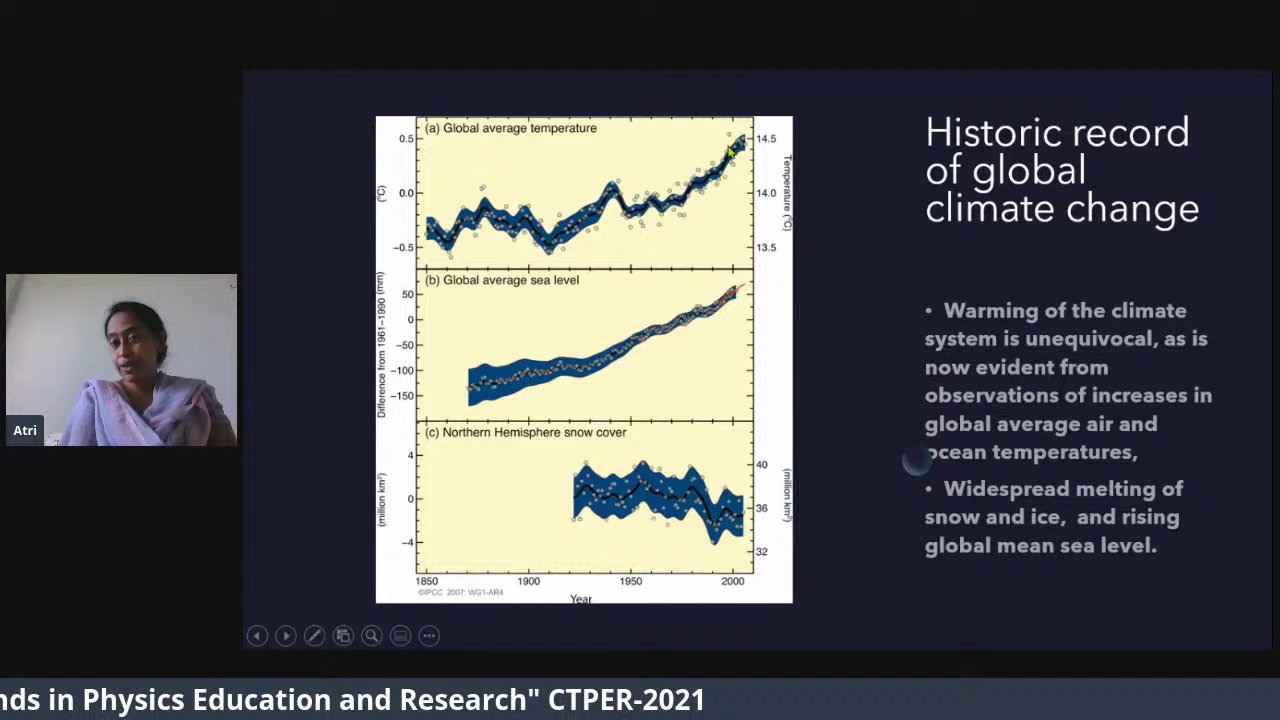 (a) Global average temperature
0.5
0.0
−0.5
(°C)
14.5
14.0
13.5
Temperature (°C)
(b) Global average sea level
50
0
−50
−100
−150
Difference from 1961–1990
(mm)
(c) Northern Hemisphere snow cover
4
0
−4
(million km²)
40
36
32
(million km²)
1850 1900 1950 2000
©IPCC 2007: WG1-AR4
Year
Historic record
of global
climate change
• Warming of the climate
system is unequivocal, as is
now evident from
observations of increases in
global average air and
ocean temperatures,
• Widespread melting of
snow and ice, and rising
global mean sea level.
Atri
nds in Physics Education and Research" CTPER-2021